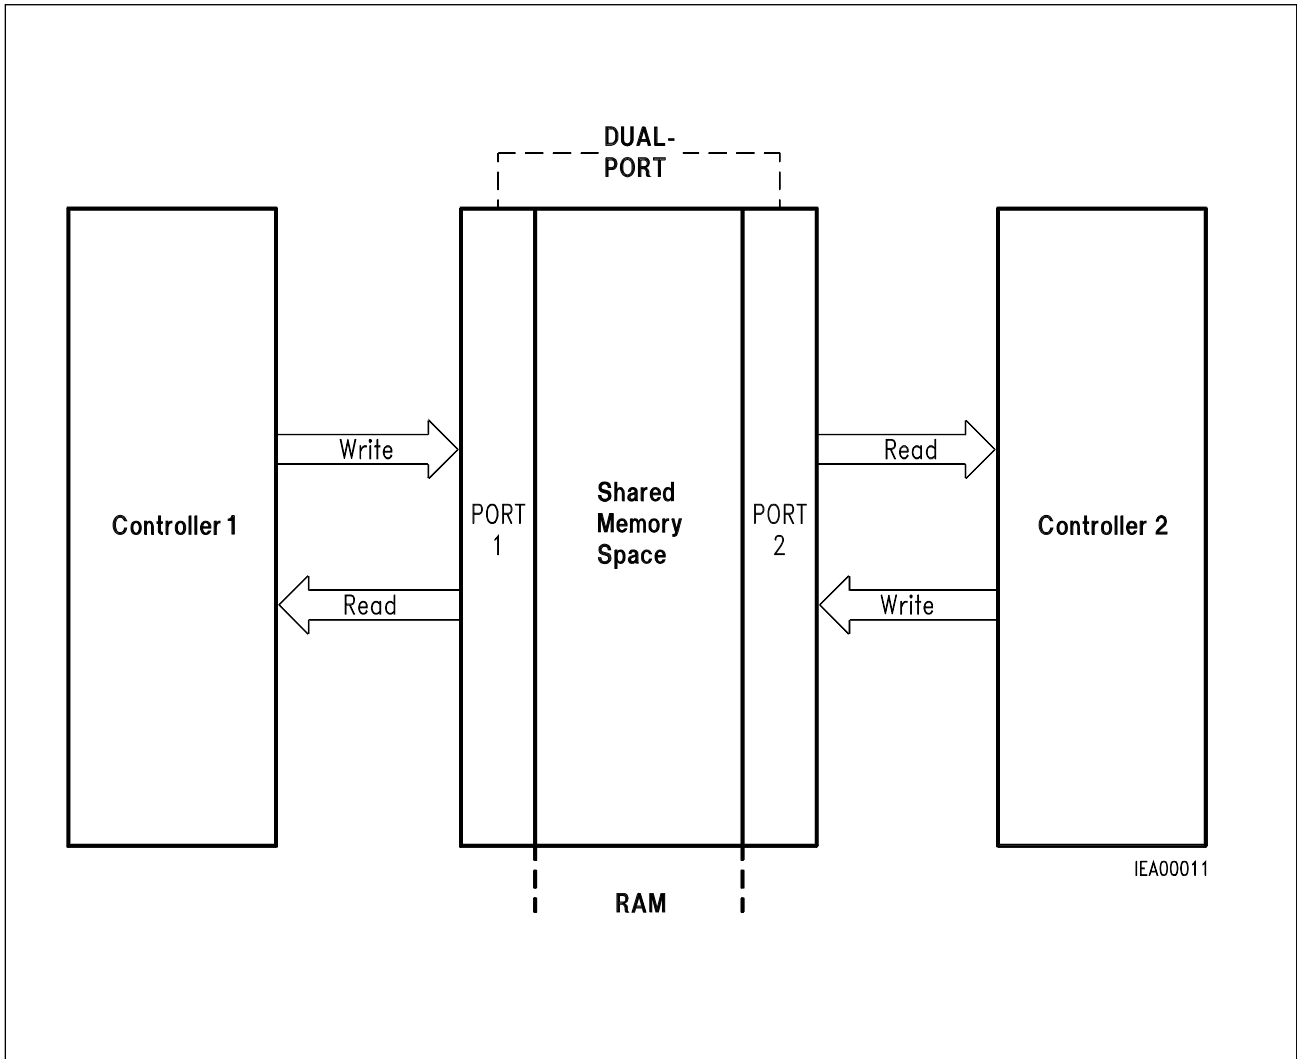 DUAL-
PORT
Write
Read
Controller 1
PORT
1
Shared
Memory
Space
PORT
2
Controller 2
Read
Write
IEA00011
RAM